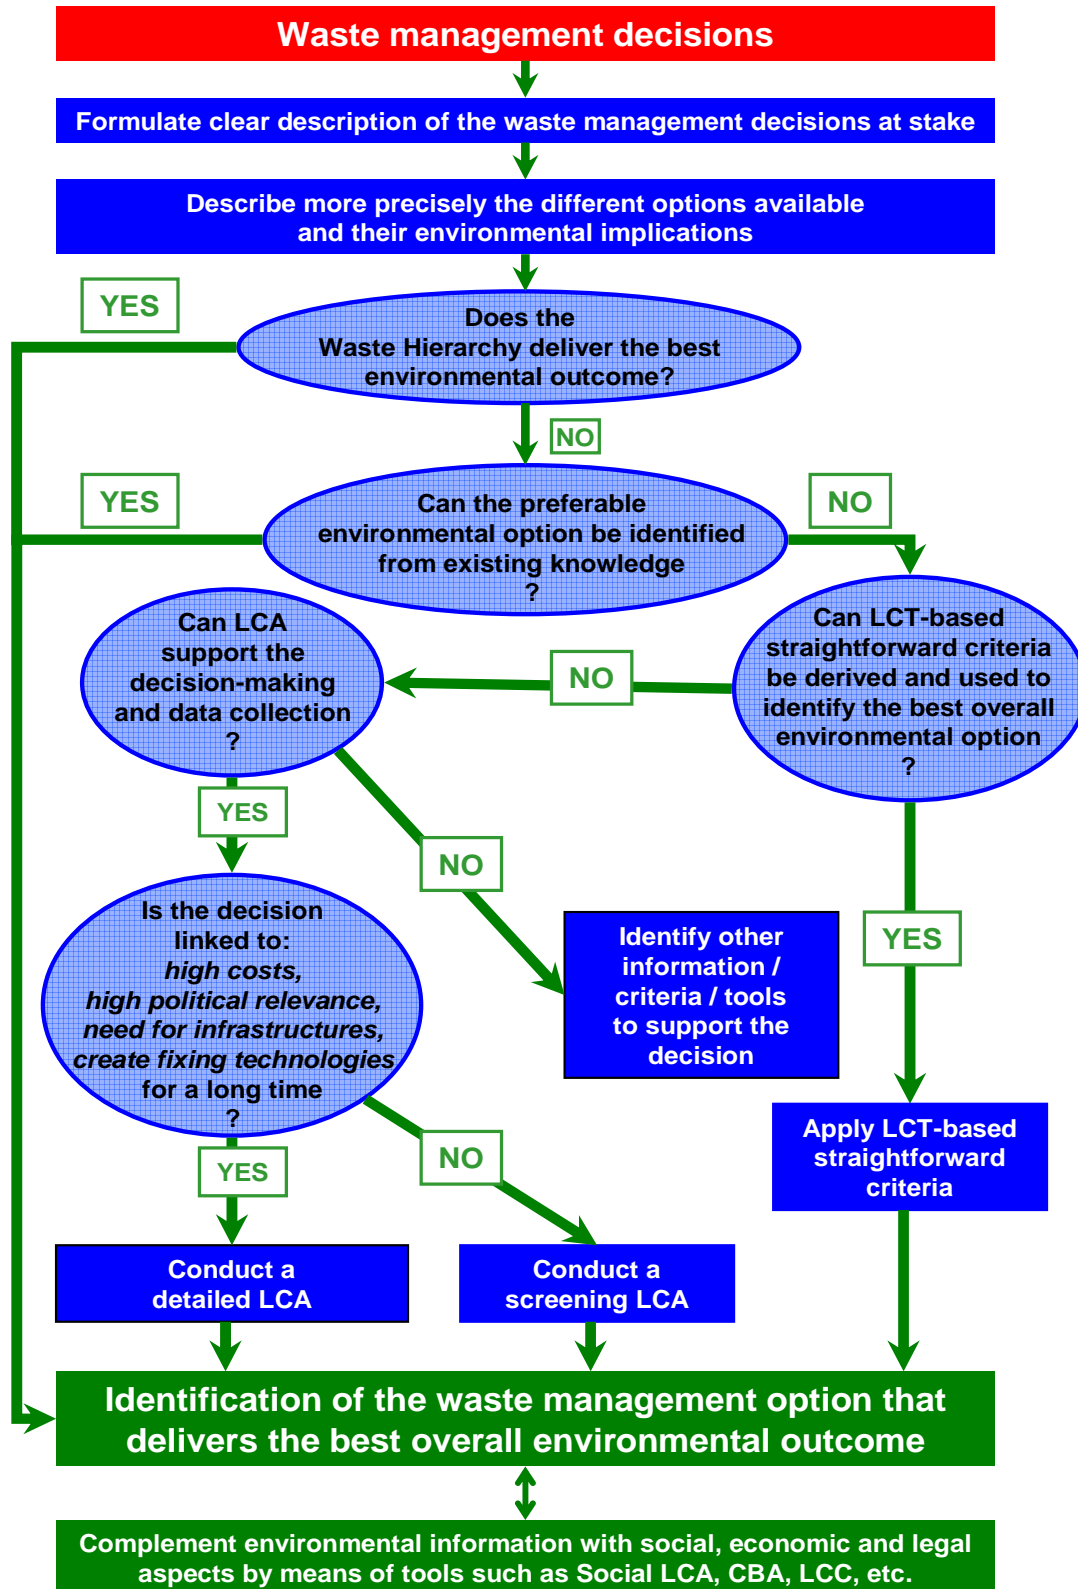 Waste management decisions
Formulate clear description of the waste management decisions at stake
Describe more precisely the different options available
and their environmental implications
YES
Does the
Waste Hierarchy deliver the best
environmental outcome?
NO
YES
Can the preferable
environmental option be identified
from existing knowledge
?
NO
Can LCA
support the
decision-making
and data collection
?
NO
Can LCT-based
straightforward criteria
be derived and used to
identify the best overall
environmental option
?
YES
NO
Is the decision
linked to:
high costs,
high political relevance,
need for infrastructures,
create fixing technologies
for a long time
?
Identify other
information /
criteria / tools
to support the
decision
YES
YES
NO
Apply LCT-based
straightforward
criteria
Conduct a
detailed LCA
Conduct a
screening LCA
Identification of the waste management option that
delivers the best overall environmental outcome
Complement environmental information with social, economic and legal
aspects by means of tools such as Social LCA, CBA, LCC, etc.